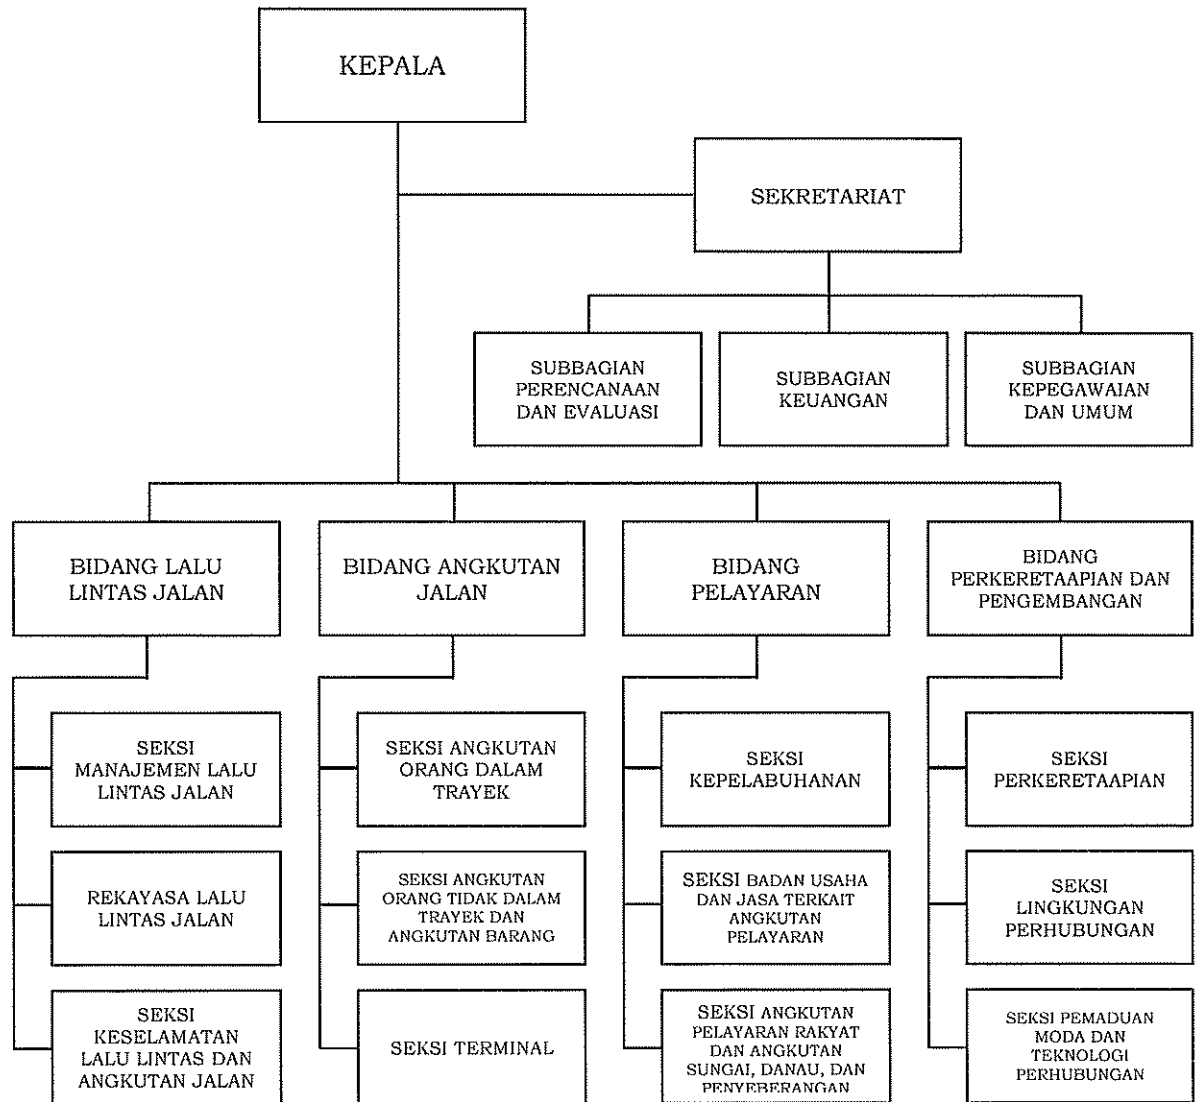 KEPALA
SEKRETARIAT
SUBBAGIAN
PERENCANAAN
DAN EVALUASI
SUBBAGIAN
KEUANGAN
SUBBAGIAN
KEPEGAWAIAN
DAN UMUM
BIDANG LALU
LINTAS JALAN
BIDANG ANGKUTAN
JALAN
BIDANG
PELAYARAN
BIDANG
PERKERETAAPIAN DAN
PENGEMBANGAN
SEKSI
MANAJEMEN LALU
LINTAS JALAN
REKAYASA LALU
LINTAS JALAN
SEKSI
KESELAMATAN
LALU LINTAS DAN
ANGKUTAN JALAN
SEKSI ANGKUTAN
ORANG DALAM
TRAYEK
SEKSI ANGKUTAN
ORANG TIDAK DALAM
TRAYEK DAN
ANGKUTAN BARANG
SEKSI TERMINAL
SEKSI
KEPELABUHANAN
SEKSI BADAN USAHA
DAN JASA TERKAIT
ANGKUTAN
PELAYARAN
SEKSI ANGKUTAN
PELAYARAN RAKYAT
DAN ANGKUTAN
SUNGAI, DANAU, DAN
PENYEBERANGAN
SEKSI
PERKERETAAPIAN
SEKSI
LINGKUNGAN
PERHUBUNGAN
SEKSI PEMADUAN
MODA DAN
TEKNOLOGI
PERHUBUNGAN